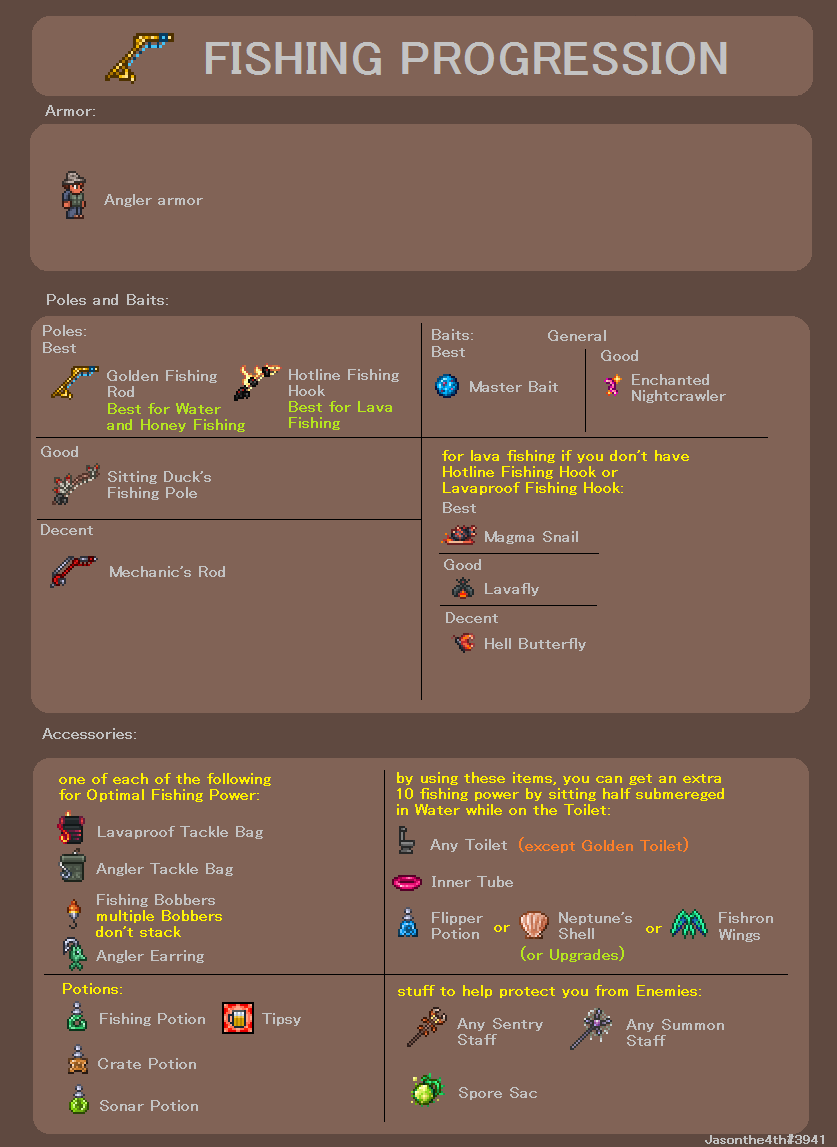 FISHING PROGRESSION
Armor:
Angler armor
Poles and Baits:
Poles:
Best
Golden Fishing
Rod
Best for Water
and Honey Fishing
Hotline Fishing
Hook
Best for Lava
Fishing
Good
Sitting Duck's
Fishing Pole
Decent
Mechanic's Rod
Baits:
General
Best
Master Bait
Good
Enchanted
Nightcrawler
for lava fishing if you don't have
Hotline Fishing Hook or
Lavaproof Fishing Hook:
Best
Magma Snail
Good
Lavafly
Decent
Hell Butterfly
Accessories:
one of each of the following
for Optimal Fishing Power:
Lavaproof Tackle Bag
Angler Tackle Bag
Fishing Bobbers
multiple Bobbers
don't stack
Angler Earring
by using these items, you can get an extra
10 fishing power by sitting half submereged
in Water while on the Toilet:
Any Toilet (except Golden Toilet)
Inner Tube
Flipper
Potion
or
Neptune's
Shell
(or Upgrades)
or
Fishron
Wings
Potions:
Fishing Potion
Tipsy
Crate Potion
Sonar Potion
stuff to help protect you from Enemies:
Any Sentry
Staff
Any Summon
Staff
Spore Sac
Jasonthe4th#3941